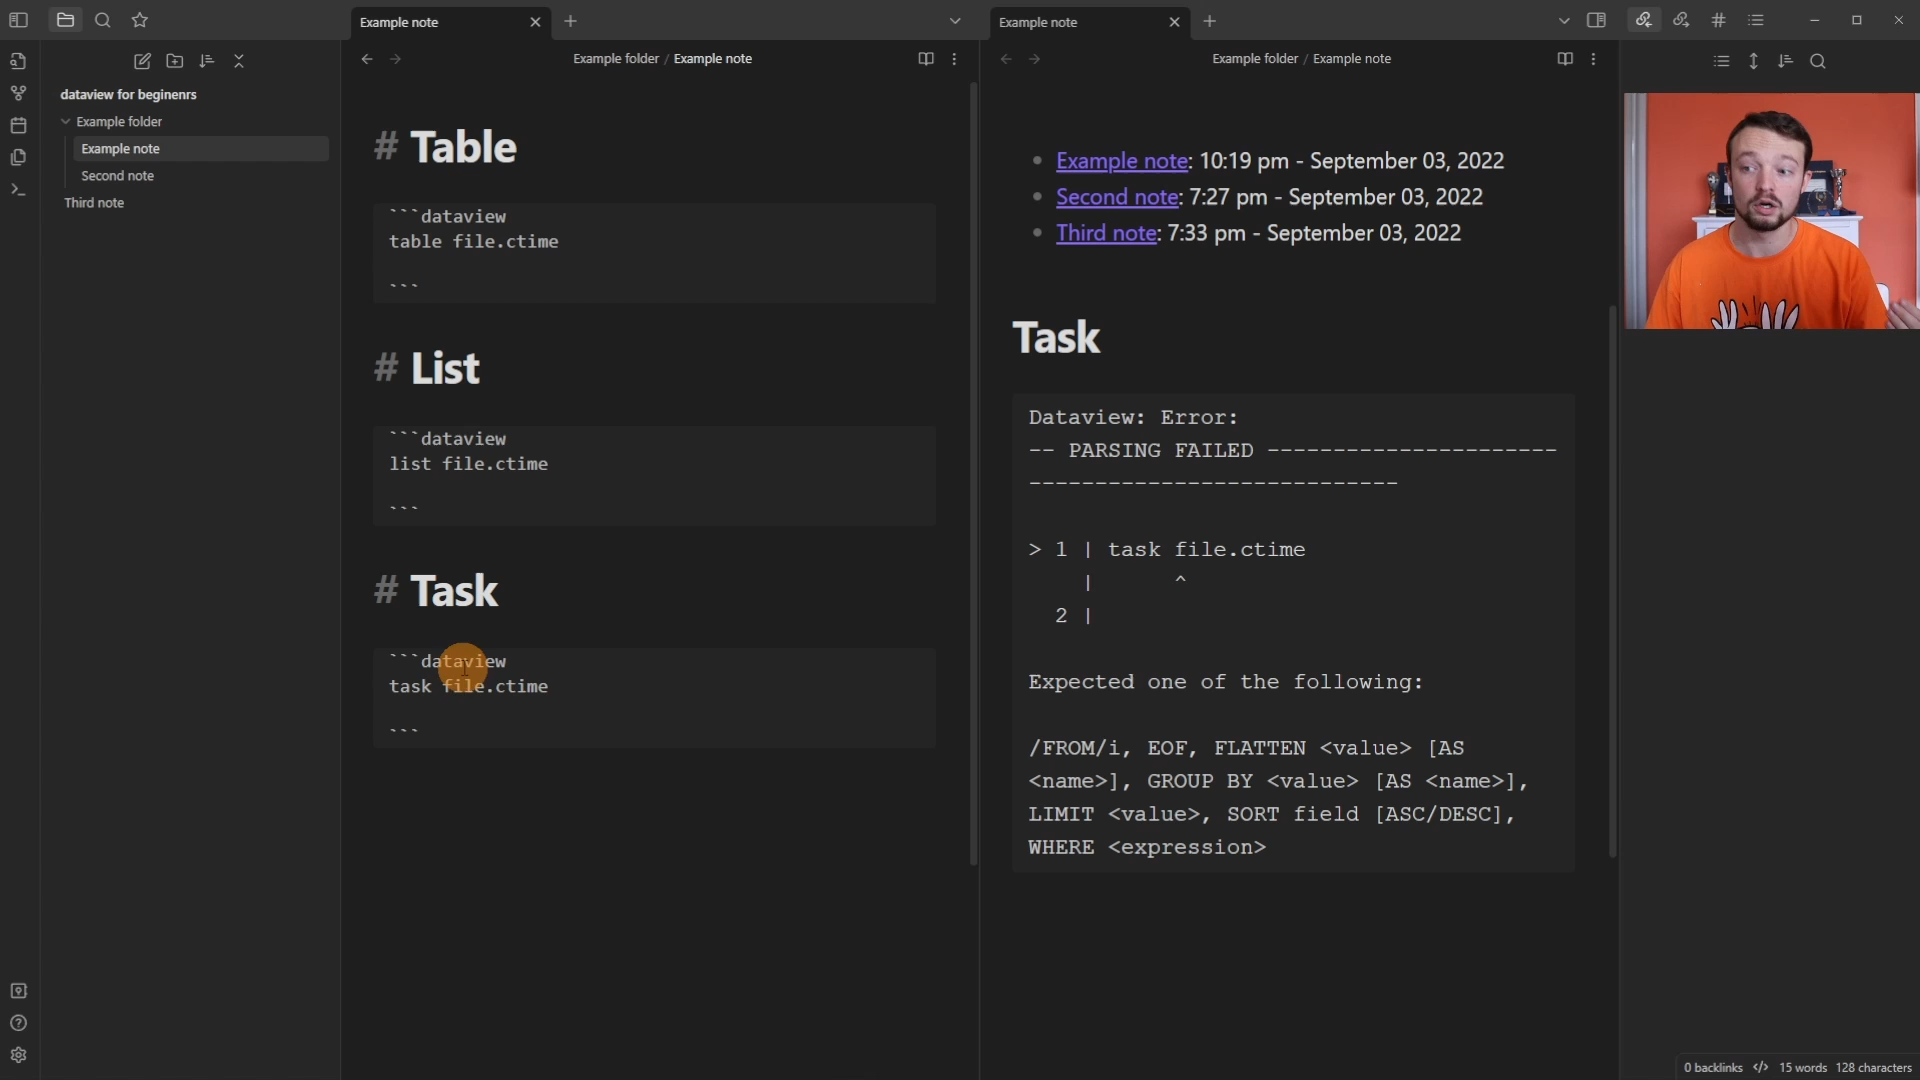 Example note
Example note
Example folder / Example note
Example folder / Example note
dataview for beginenrs
Example folder
Example note
Second note
Third note
# Table
```dataview
table file.ctime
```
# List
```dataview
list file.ctime
```
# Task
```dataview
task file.ctime
```
Example note: 10:19 pm - September 03, 2022
Second note: 7:27 pm - September 03, 2022
Third note: 7:33 pm - September 03, 2022
Task
Dataview: Error:
-- PARSING FAILED ----------------------
----------------------------
> 1 | task file.ctime
| ^
2 |
Expected one of the following:
/FROM/i, EOF, FLATTEN <value> [AS
<name>], GROUP BY <value> [AS <name>],
LIMIT <value>, SORT field [ASC/DESC],
WHERE <expression>
0 backlinks </> 15 words 128 characters